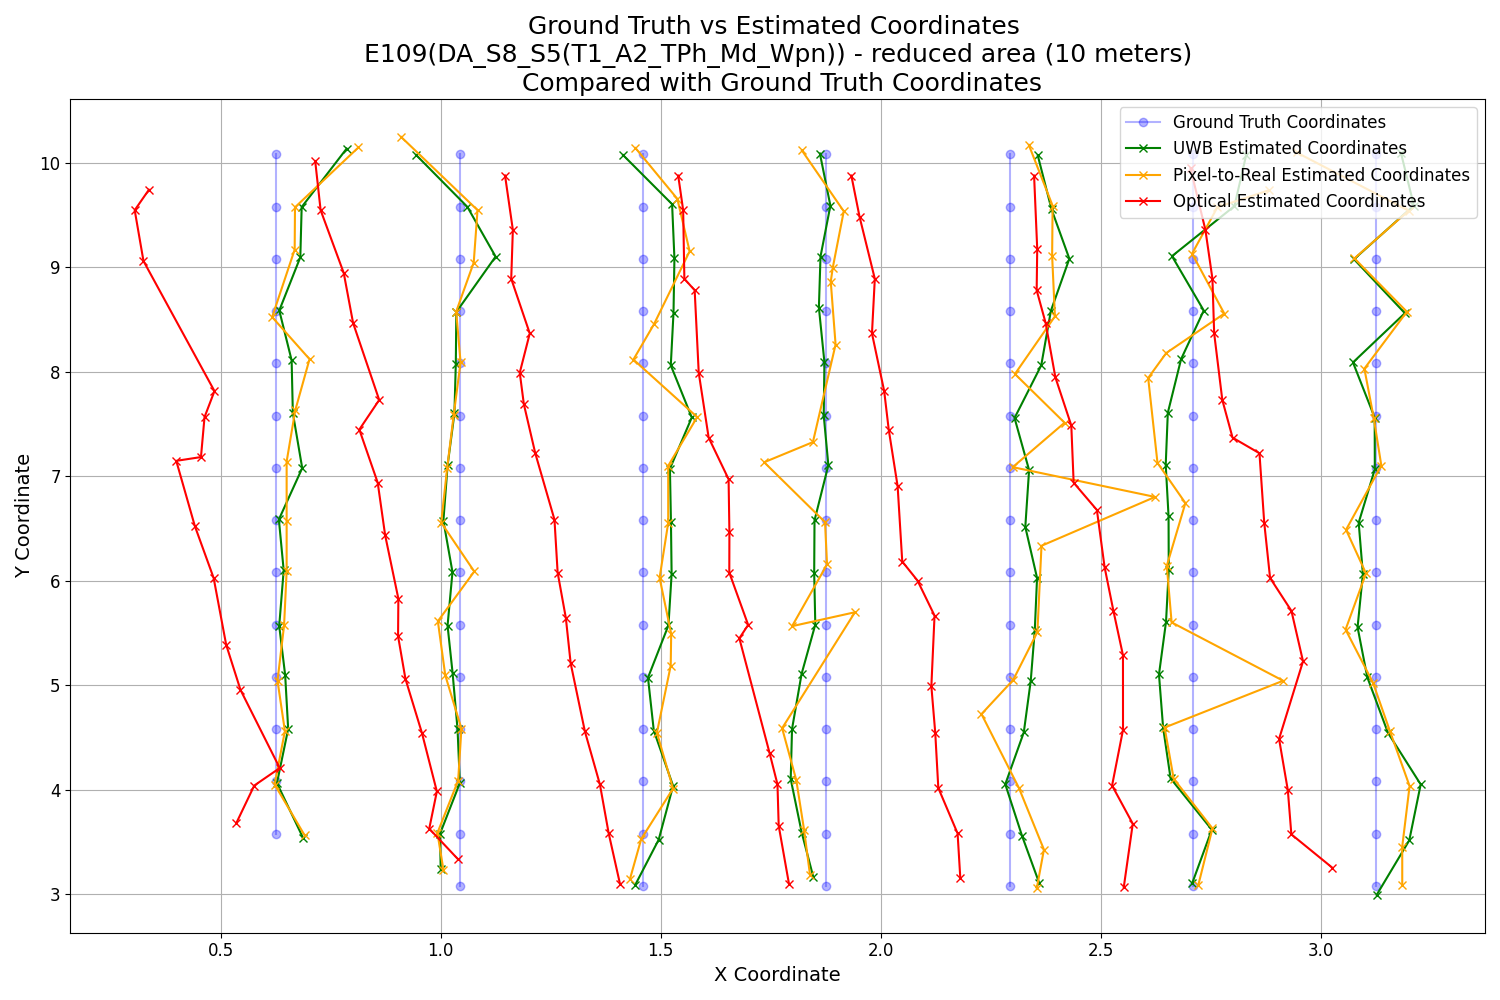 Ground Truth vs Estimated Coordinates
E109(DA_S8_S5(T1_A2_TPh_Md_Wpn)) - reduced area (10 meters)
Compared with Ground Truth Coordinates
Ground Truth Coordinates
UWB Estimated Coordinates
Pixel-to-Real Estimated Coordinates
Optical Estimated Coordinates
Y Coordinate
10
9
8
7
6
5
4
3
0.5 1.0 1.5 2.0 2.5 3.0
X Coordinate